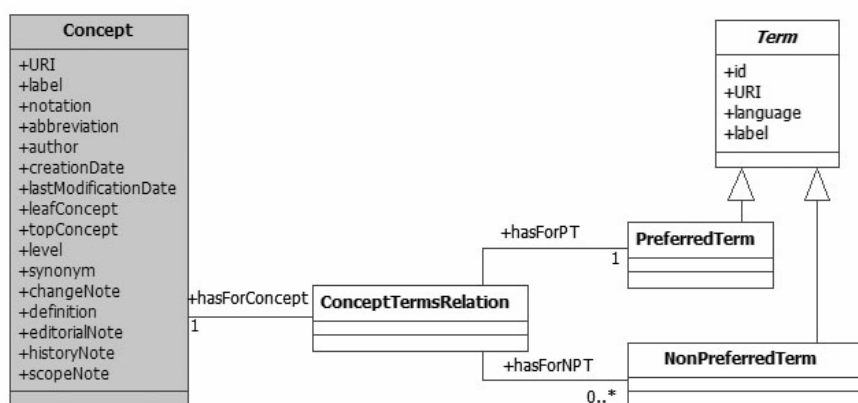 Concept
+URI
+label
+notation
+abbreviation
+author
+creationDate
+lastModificationDate
+leafConcept
+topConcept
+level
+synonym
+changeNote
+definition
+editorialNote
+historyNote
+scopeNote
+hasForConcept
1
ConceptTermsRelation
+hasForPT
1
PreferredTerm
+hasForNPT
0..*
NonPreferredTerm
Term
+id
+URI
+language
+label